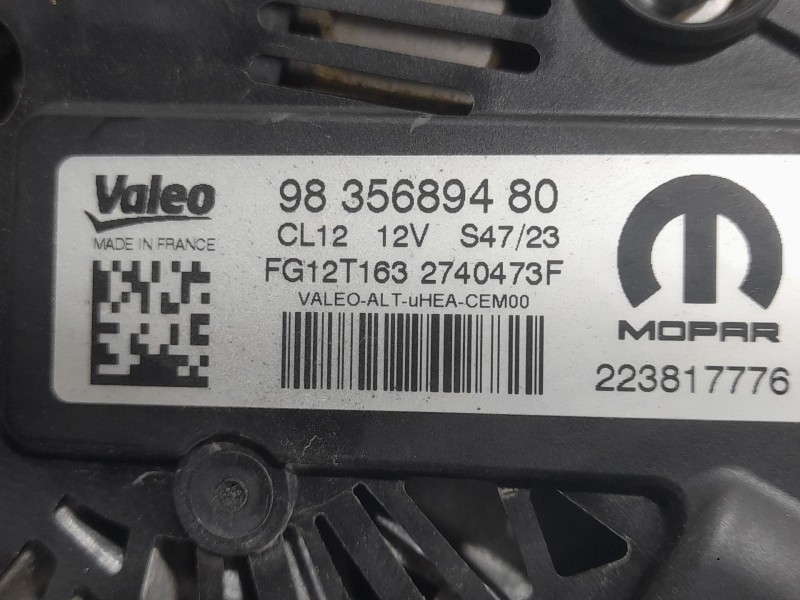 Valeo
MADE IN FRANCE
98 356894 80
CL12 12V S47/23
FG12T163 2740473F
VALEO-ALT-uHEA-CEM00
MOPAR
223817776